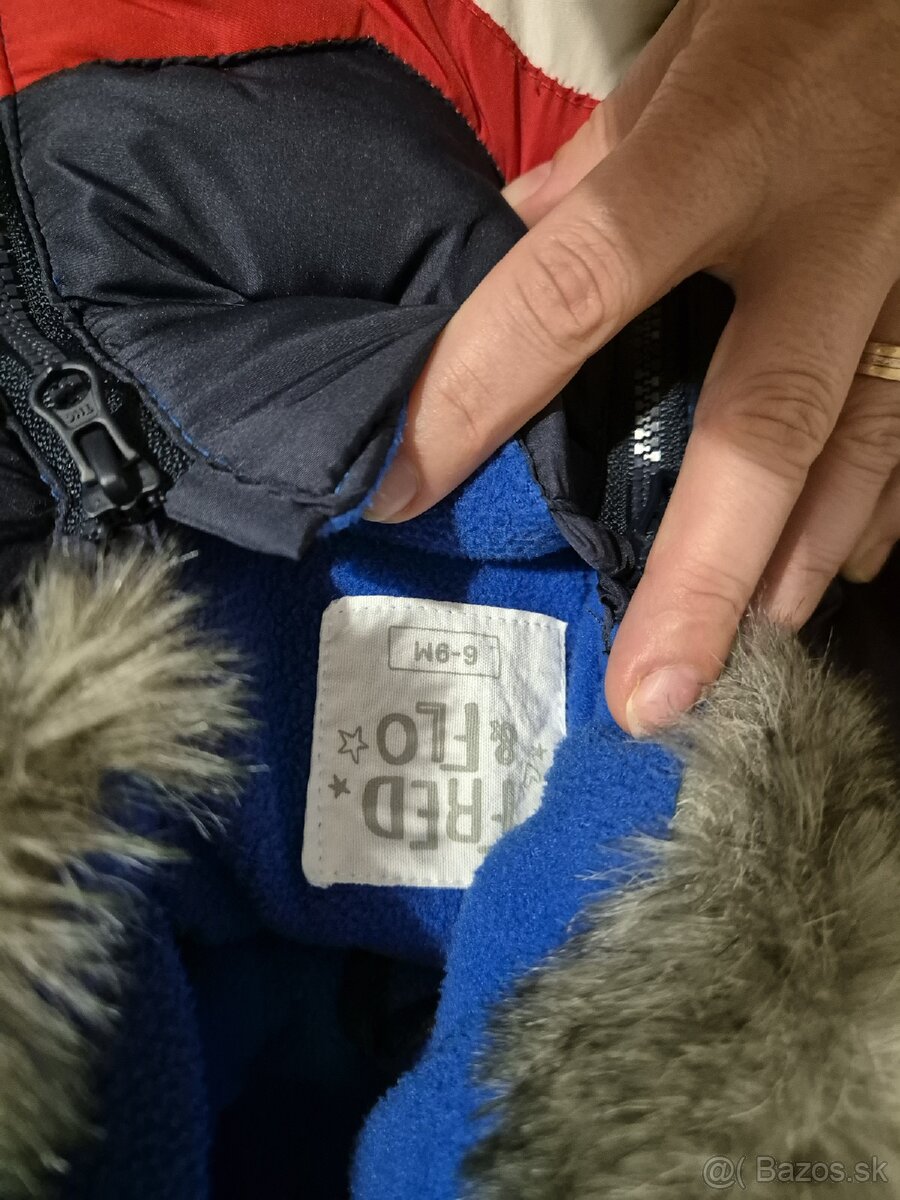 FRED
& FLO
6-9M
@( Bazos.sk